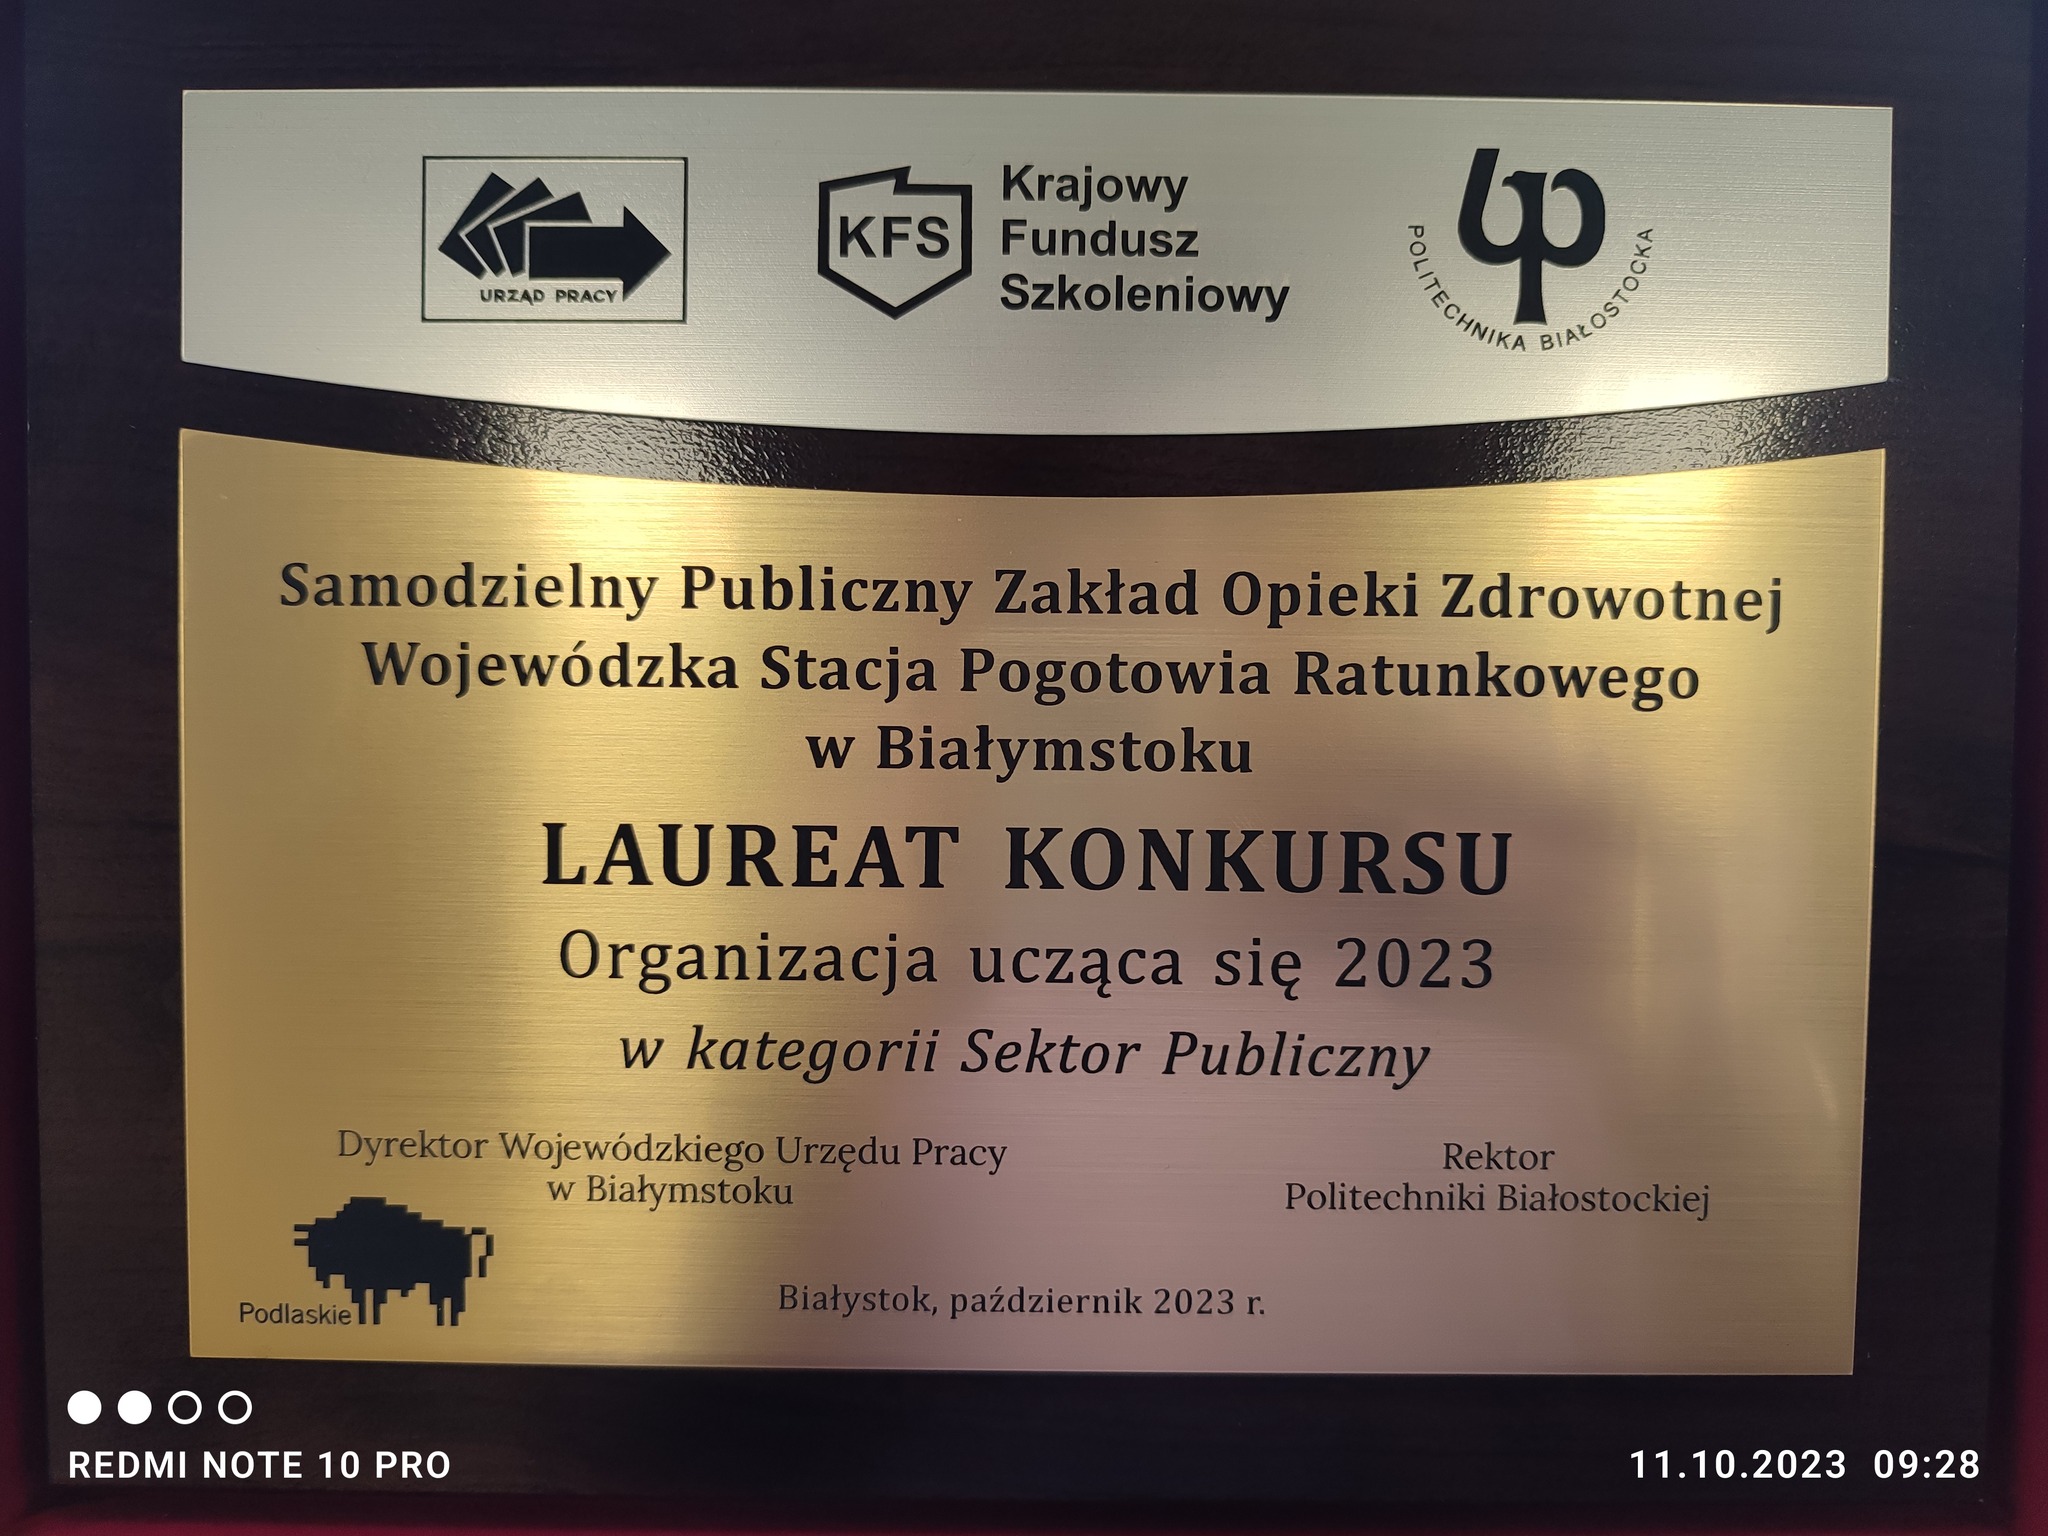 URZĄD PRACY
KFS
Krajowy
Fundusz
Szkoleniowy
POLITECHNIKA BIAŁOSTOCKA
Samodzielny Publiczny Zakład Opieki Zdrowotnej
Wojewódzka Stacja Pogotowia Ratunkowego
w Białymstoku
LAUREAT KONKURSU
Organizacja ucząca się 2023
w kategorii Sektor Publiczny
Dyrektor Wojewódzkiego Urzędu Pracy
w Białymstoku
Rektor
Politechniki Białostockiej
Podlaskie
Białystok, październik 2023 r.
REDMI NOTE 10 PRO
11.10.2023 09:28